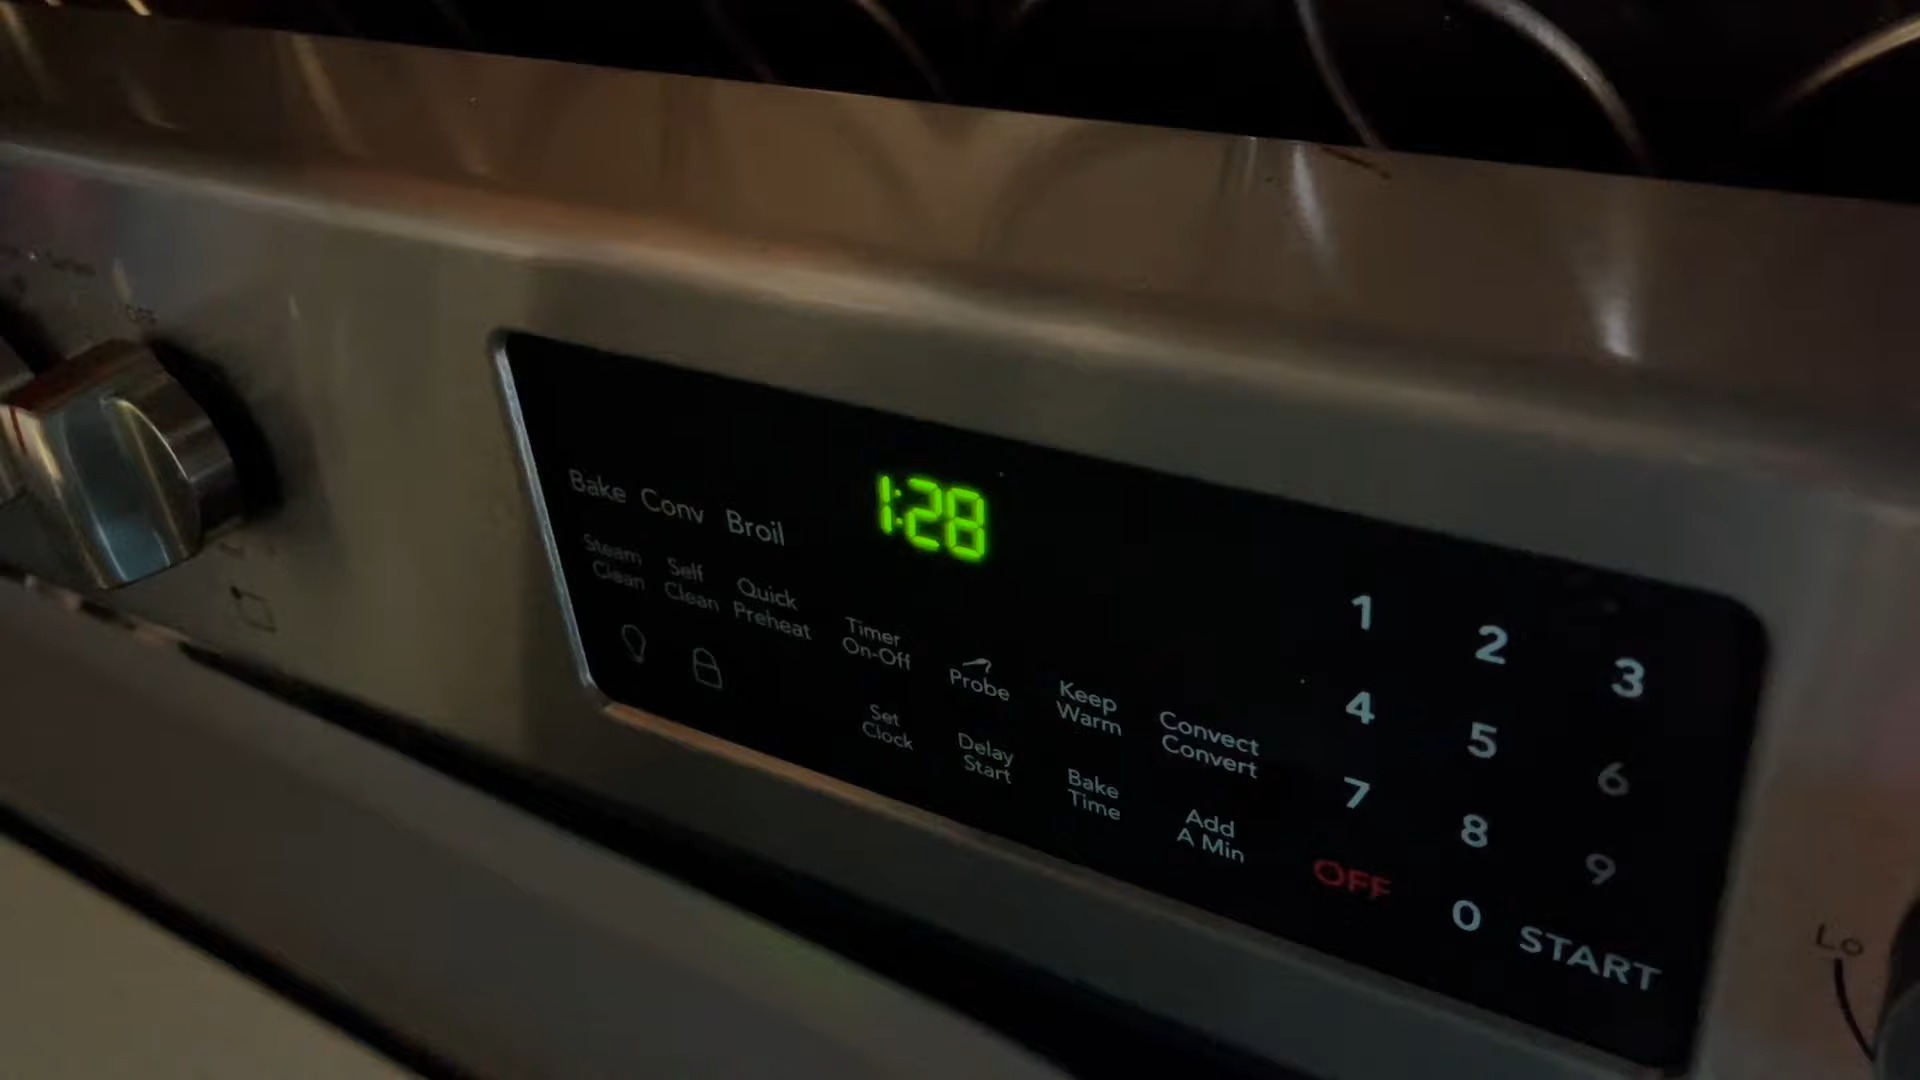 OFF
1:28
Bake Conv Broil
Steam Clean
Self Clean
Quick Preheat
Timer On-Off
Probe
Keep Warm
Convect Convert
Set Clock
Delay Start
Bake Time
Add A Min
1 2 3
4 5 6
7 8 9
OFF 0 START
Lo